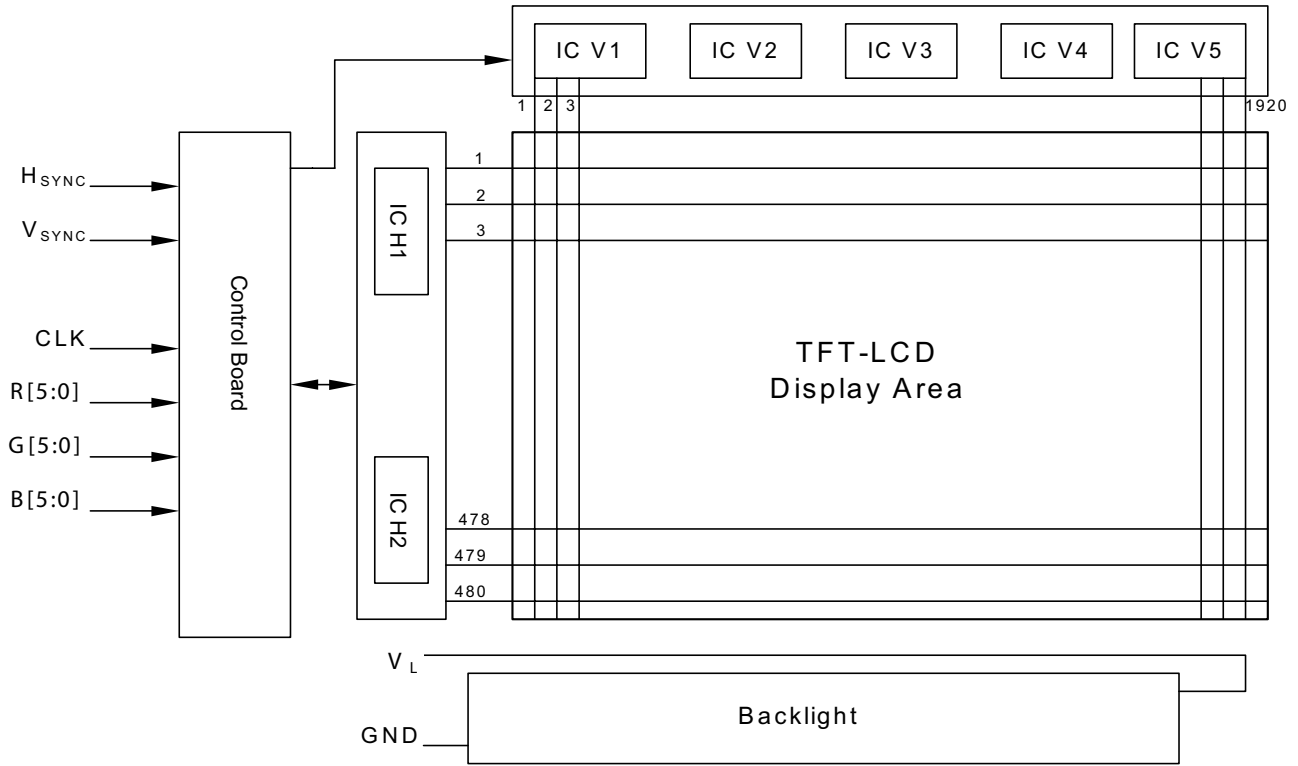 IC V1 IC V2 IC V3 IC V4 IC V5
1 2 3 1920
HSYNC
VSYNC
CLK
R[5:0]
G[5:0]
B[5:0]
Control Board
IC H1
IC H2
1
2
3
478
479
480
TFT-LCD
Display Area
VL
GND
Backlight